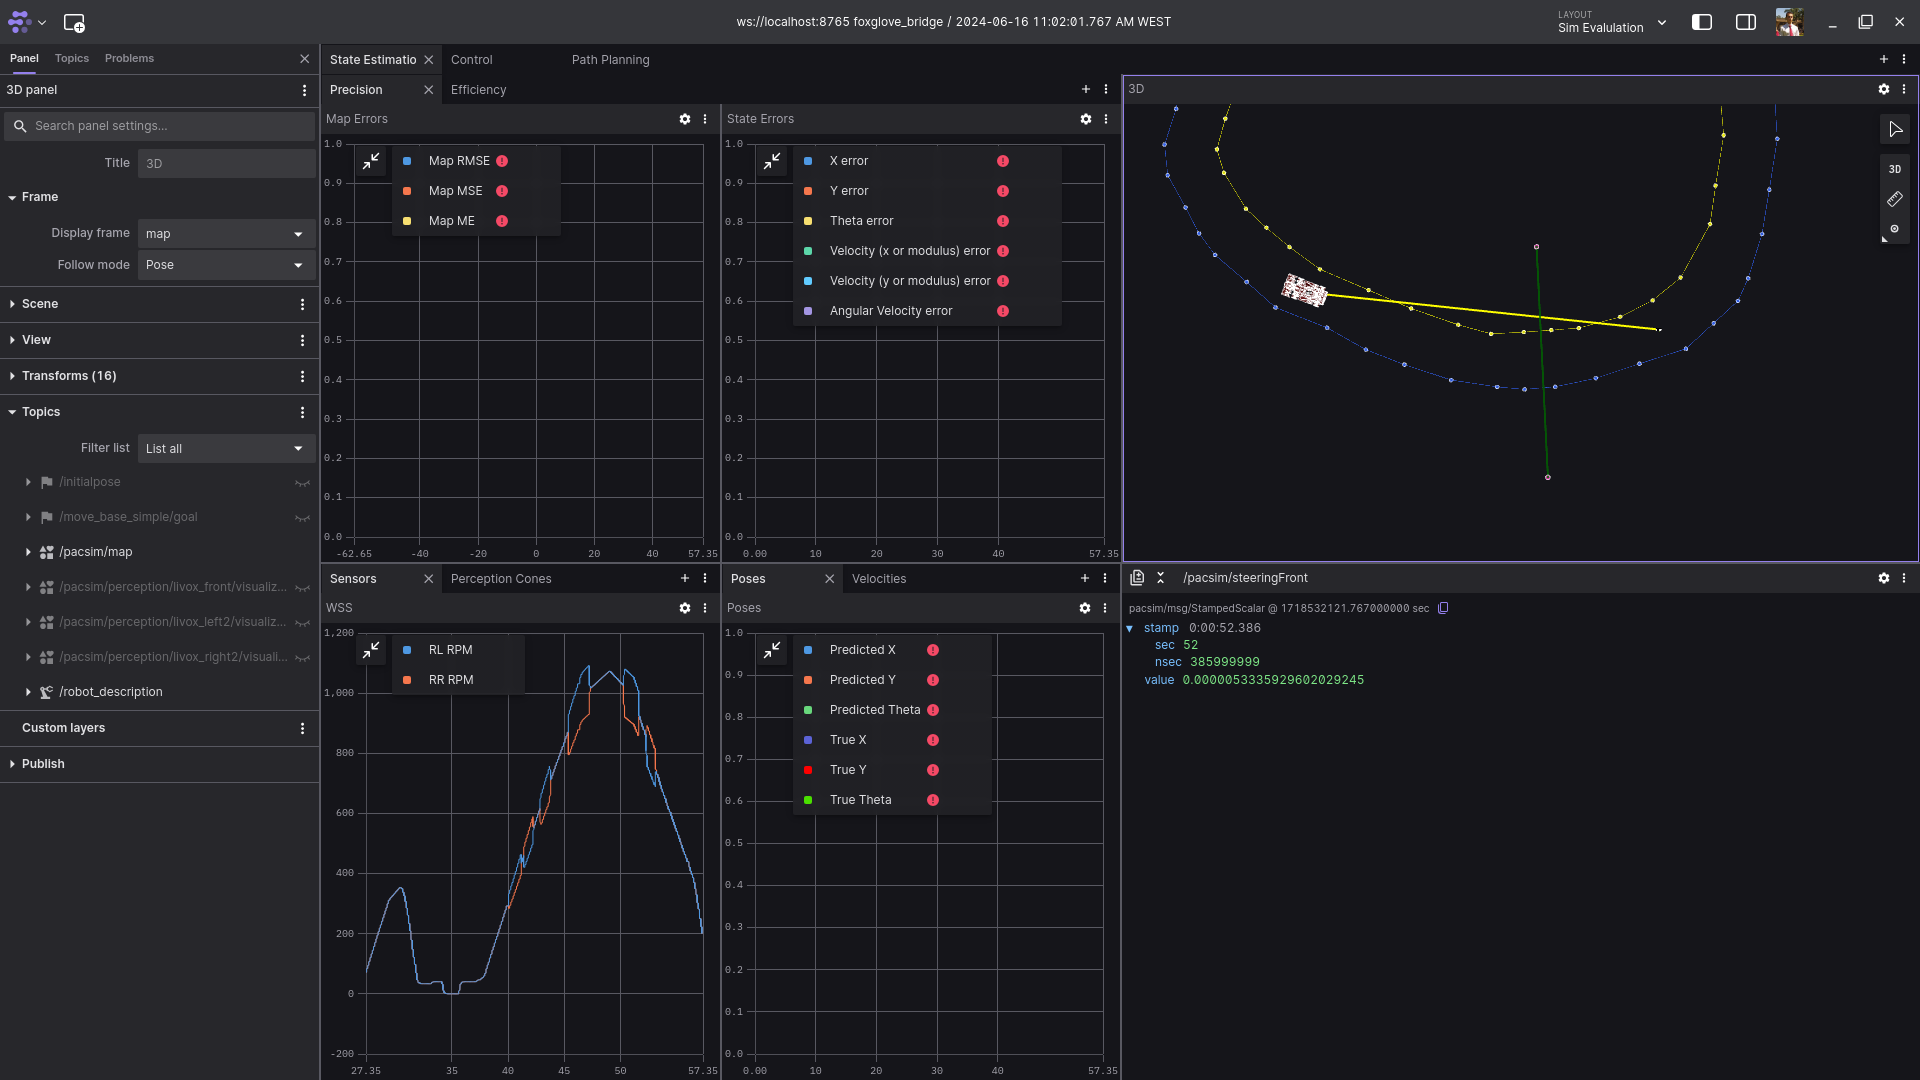 ws://localhost:8765 foxglove_bridge / 2024-06-16 11:02:01.767 AM WEST
LAYOUT
Sim Evalulation
Panel
Topics
Problems
3D panel
Search panel settings...
Title 3D
Frame
Display frame map
Follow mode Pose
Scene
View
Transforms (16)
Topics
Filter list List all
/initialpose
/move_base_simple/goal
/pacsim/map
/pacsim/perception/livox_front/visualiz...
/pacsim/perception/livox_left2/visualiz...
/pacsim/perception/livox_right2/visuali...
/robot_description
Custom layers
Publish
State Estimatio
Control
Path Planning
Precision
Efficiency
Map Errors
Map RMSE
Map MSE
Map ME
1.0
0.9
0.8
0.7
0.6
0.5
0.4
0.3
0.2
0.1
0.0
-62.65 -40 -20 0 20 40 57.35
State Errors
X error
Y error
Theta error
Velocity (x or modulus) error
Velocity (y or modulus) error
Angular Velocity error
1.0
0.9
0.8
0.7
0.6
0.5
0.4
0.3
0.2
0.1
0.0
0.00 10 20 30 40 57.35
3D
3D
Sensors
Perception Cones
WSS
RL RPM
RR RPM
1,200
1,000
800
600
400
200
0
-200
27.35 35 40 45 50 57.35
Poses
Velocities
Poses
Predicted X
Predicted Y
Predicted Theta
True X
True Y
True Theta
1.0
0.9
0.8
0.7
0.6
0.5
0.4
0.3
0.2
0.1
0.0
0.00 10 20 30 40 57.35
/pacsim/steeringFront
pacsim/msg/StampedScalar @ 1718532121.767000000 sec
stamp 0:00:52.386
sec 52
nsec 385999999
value 0.0000053335929602029245